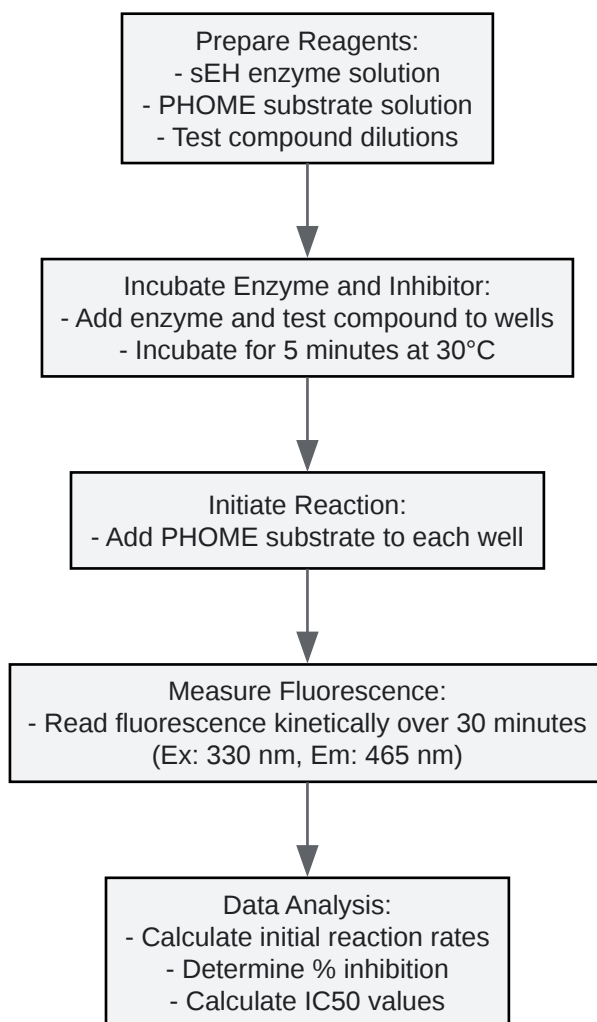 Prepare Reagents:
- sEH enzyme solution
- PHOME substrate solution
- Test compound dilutions
Incubate Enzyme and Inhibitor:
- Add enzyme and test compound to wells
- Incubate for 5 minutes at 30°C
Initiate Reaction:
- Add PHOME substrate to each well
Measure Fluorescence:
- Read fluorescence kinetically over 30 minutes
(Ex: 330 nm, Em: 465 nm)
Data Analysis:
- Calculate initial reaction rates
- Determine % inhibition
- Calculate IC50 values